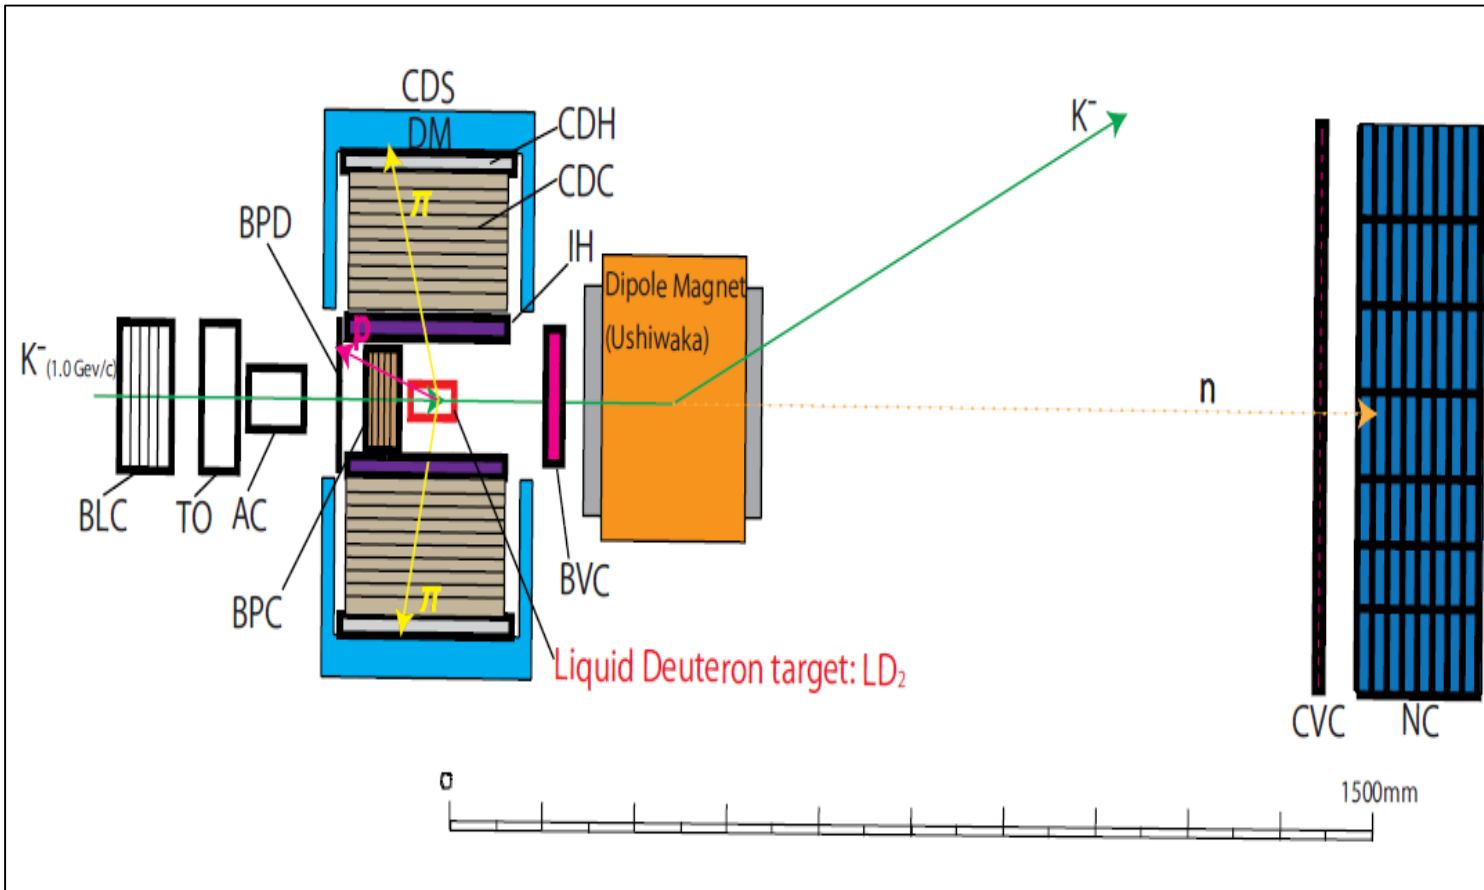 CDS
DM
CDH
CDC
π
BPD
IH
K⁻
p
Dipole Magnet
(Ushiwaka)
K⁻(1.0 Gev/c)
n
BLC
TO
AC
BPC
π
BVC
Liquid Deuteron target: LD₂
CVC
NC
0
1500mm